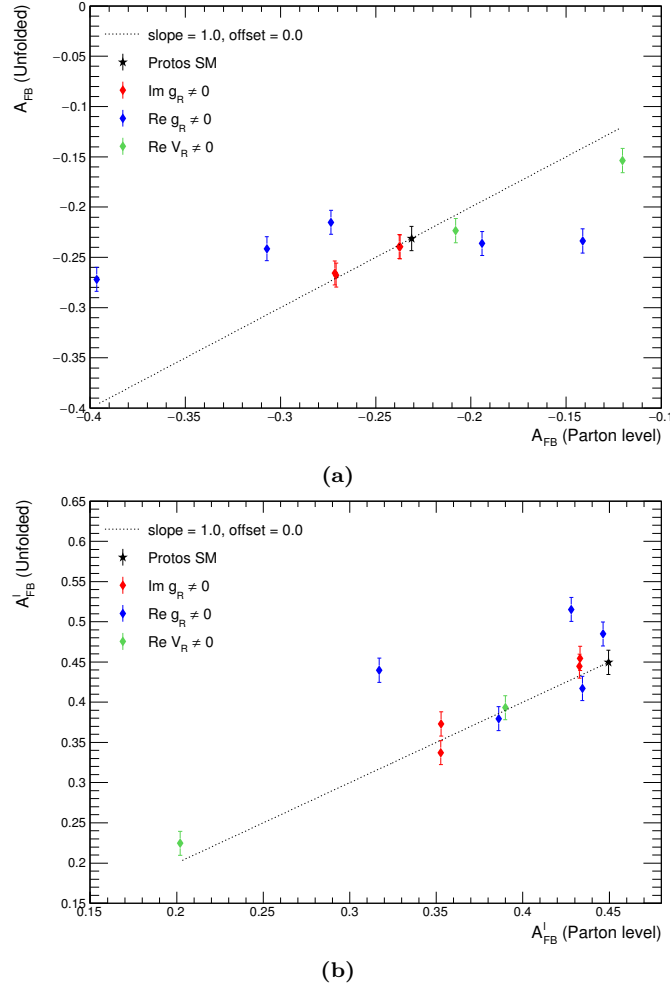 A_FB (Unfolded)
0
−0.05
−0.1
−0.15
−0.2
−0.25
−0.3
−0.35
−0.4
slope = 1.0, offset = 0.0
Protos SM
Im g_R ≠ 0
Re g_R ≠ 0
Re V_R ≠ 0
−0.4 −0.35 −0.3 −0.25 −0.2 −0.15 −0.1
A_FB (Parton level)
(a)
A^l_FB (Unfolded)
0.65
0.6
0.55
0.5
0.45
0.4
0.35
0.3
0.25
0.2
0.15
slope = 1.0, offset = 0.0
Protos SM
Im g_R ≠ 0
Re g_R ≠ 0
Re V_R ≠ 0
0.15 0.2 0.25 0.3 0.35 0.4 0.45
A^l_FB (Parton level)
(b)